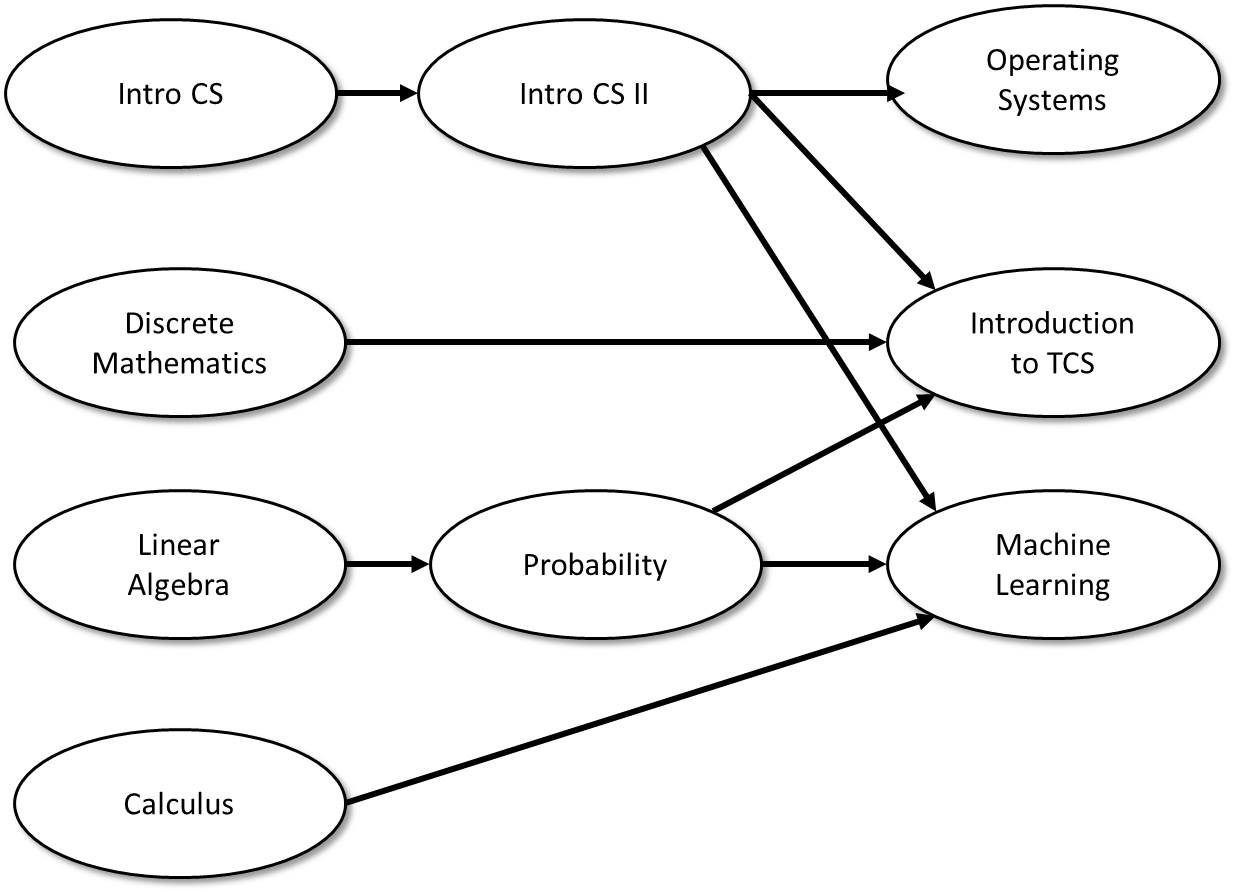 Intro CS
Intro CS II
Operating
Systems
Discrete
Mathematics
Introduction
to TCS
Linear
Algebra
Probability
Machine
Learning
Calculus